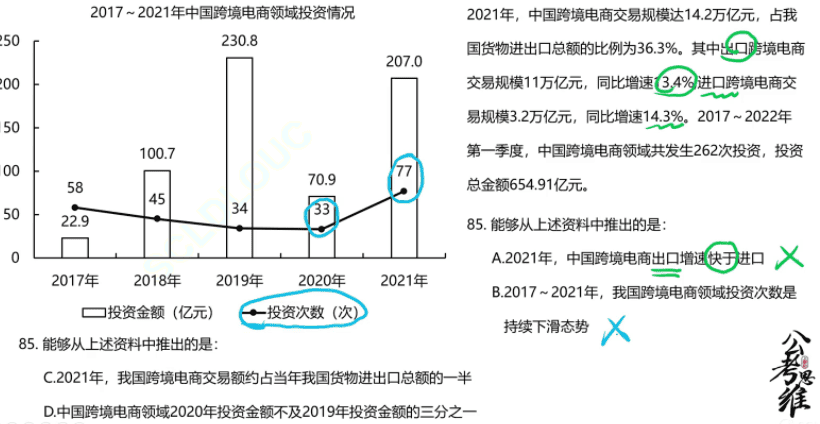 2017～2021年中国跨境电商领域投资情况
250
200
150
100
50
0
22.9
100.7
230.8
70.9
207.0
58
45
34
33
77
2017年
2018年
2019年
2020年
2021年
投资金额（亿元）
投资次数（次）
2021年，中国跨境电商交易规模达14.2万亿元，占我
国货物进出口总额的比例为36.3%。其中出口跨境电商
交易规模11万亿元，同比增速13.4%进口跨境电商交
易规模3.2万亿元，同比增速14.3%。2017～2022年
第一季度，中国跨境电商领域共发生262次投资，投资
总金额654.91亿元。
85. 能够从上述资料中推出的是：
A.2021年，中国跨境电商出口增速快于进口
B.2017～2021年，我国跨境电商领域投资次数是
持续下滑态势
85. 能够从上述资料中推出的是：
C.2021年，我国跨境电商交易额约占当年我国货物进出口总额的一半
D.中国跨境电商领域2020年投资金额不及2019年投资金额的三分之一
公考思维